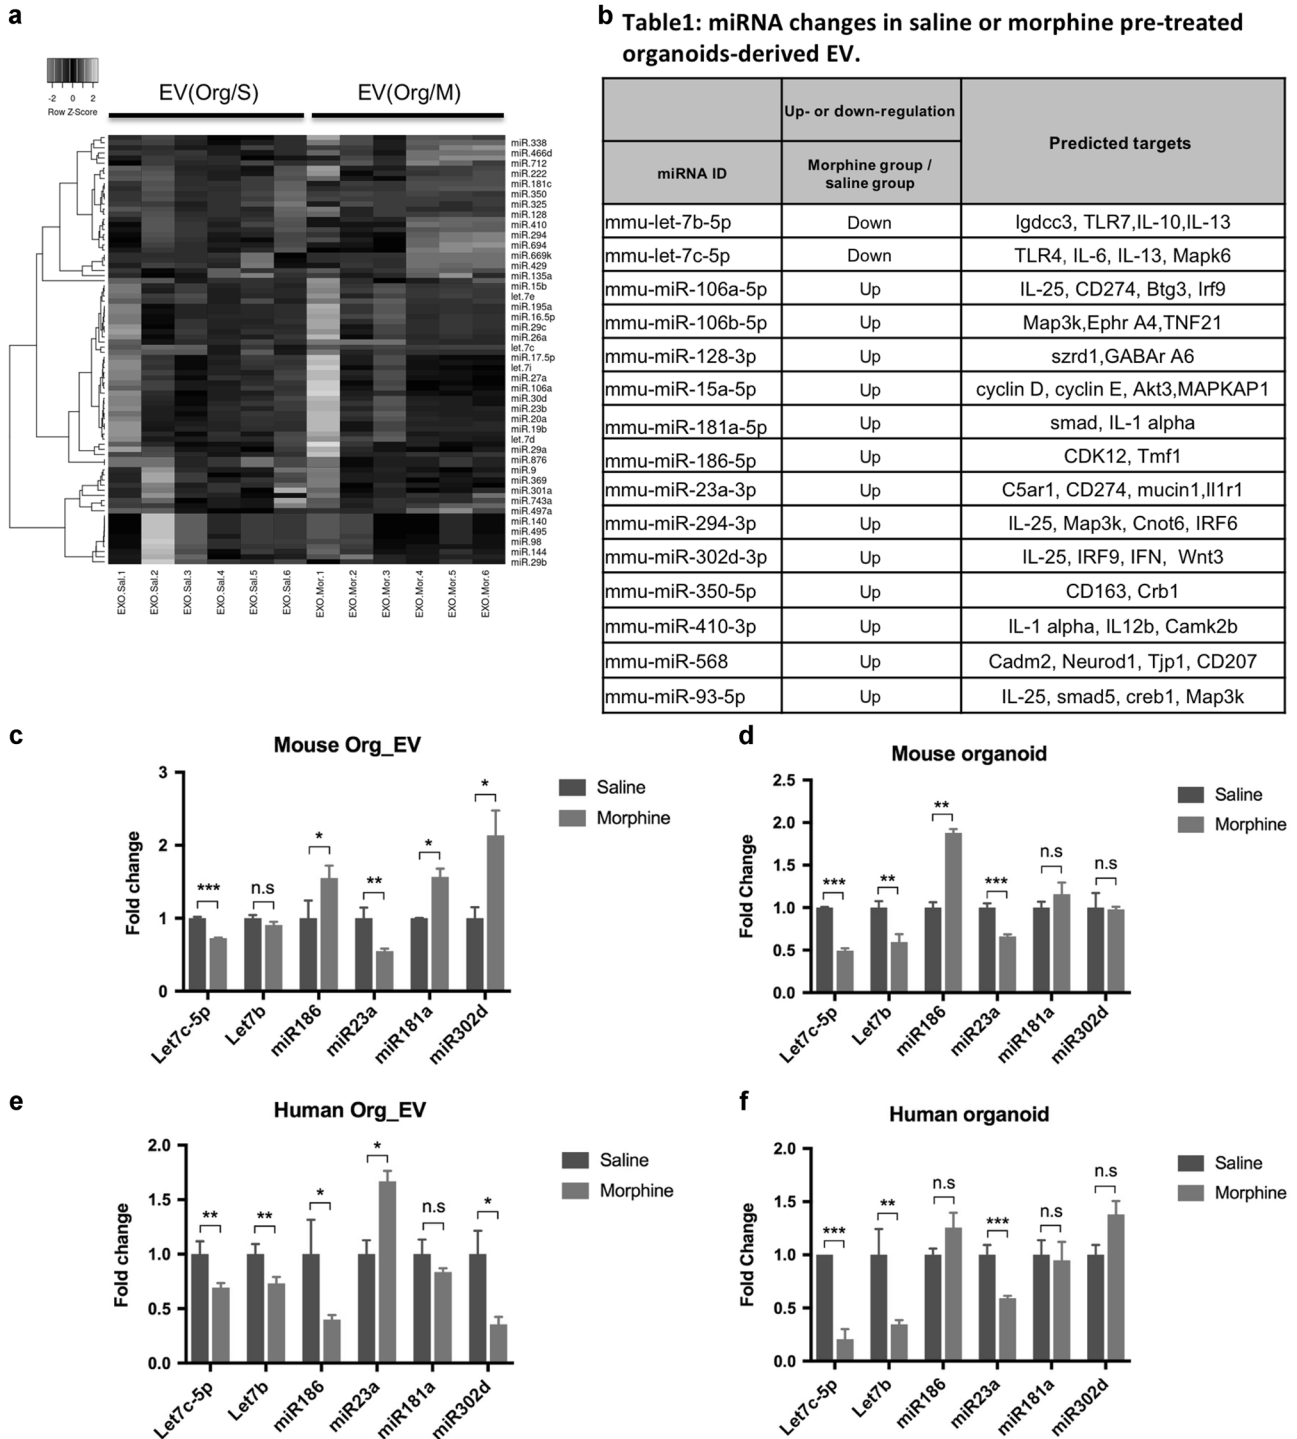 a
-2 0 2
Row Z-Score
EV(Org/S) EV(Org/M)
miR.338
miR.466d
miR.712
miR.222
miR.181c
miR.350
miR.325
miR.128
miR.410
miR.294
miR.694
miR.669k
miR.429
miR.135a
miR.15b
let.7e
miR.195a
miR.16.5p
miR.29c
miR.26a
let.7c
miR.17.5p
let.7i
miR.27a
miR.106a
miR.30d
miR.23b
miR.20a
miR.19b
let.7d
miR.29a
miR.876
miR.9
miR.369
miR.301a
miR.743a
miR.497a
miR.140
miR.495
miR.98
miR.144
miR.29b
EXO.Sal.1
EXO.Sal.2
EXO.Sal.3
EXO.Sal.4
EXO.Sal.5
EXO.Sal.6
EXO.Mor.1
EXO.Mor.2
EXO.Mor.3
EXO.Mor.4
EXO.Mor.5
EXO.Mor.6
b
Table1: miRNA changes in saline or morphine pre-treated
organoids-derived EV.
Up- or down-regulation
Predicted targets
miRNA ID
Morphine group /
saline group
mmu-let-7b-5p Down Igdcc3, TLR7,IL-10,IL-13
mmu-let-7c-5p Down TLR4, IL-6, IL-13, Mapk6
mmu-miR-106a-5p Up IL-25, CD274, Btg3, Irf9
mmu-miR-106b-5p Up Map3k,Ephr A4,TNF21
mmu-miR-128-3p Up szrd1,GABAr A6
mmu-miR-15a-5p Up cyclin D, cyclin E, Akt3,MAPKAP1
mmu-miR-181a-5p Up smad, IL-1 alpha
mmu-miR-186-5p Up CDK12, Tmf1
mmu-miR-23a-3p Up C5ar1, CD274, mucin1,Il1r1
mmu-miR-294-3p Up IL-25, Map3k, Cnot6, IRF6
mmu-miR-302d-3p Up IL-25, IRF9, IFN, Wnt3
mmu-miR-350-5p Up CD163, Crb1
mmu-miR-410-3p Up IL-1 alpha, IL12b, Camk2b
mmu-miR-568 Up Cadm2, Neurod1, Tjp1, CD207
mmu-miR-93-5p Up IL-25, smad5, creb1, Map3k
c
Mouse Org_EV
Fold change
3
2
1
0
*** n.s * ** * *
Let7c-5p
Let7b
miR186
miR23a
miR181a
miR302d
Saline
Morphine
d
Mouse organoid
Fold Change
2.5
2.0
1.5
1.0
0.5
0.0
*** ** ** *** n.s n.s
Let7c-5p
Let7b
miR186
miR23a
miR181a
miR302d
Saline
Morphine
e
Human Org_EV
Fold change
2.0
1.5
1.0
0.5
0.0
** ** * * n.s *
Let7c-5p
Let7b
miR186
miR23a
miR181a
miR302d
Saline
Morphine
f
Human organoid
Fold Change
2.0
1.5
1.0
0.5
0.0
*** ** n.s *** n.s n.s
Let7c-5p
Let7b
miR186
miR23a
miR181a
miR302d
Saline
Morphine